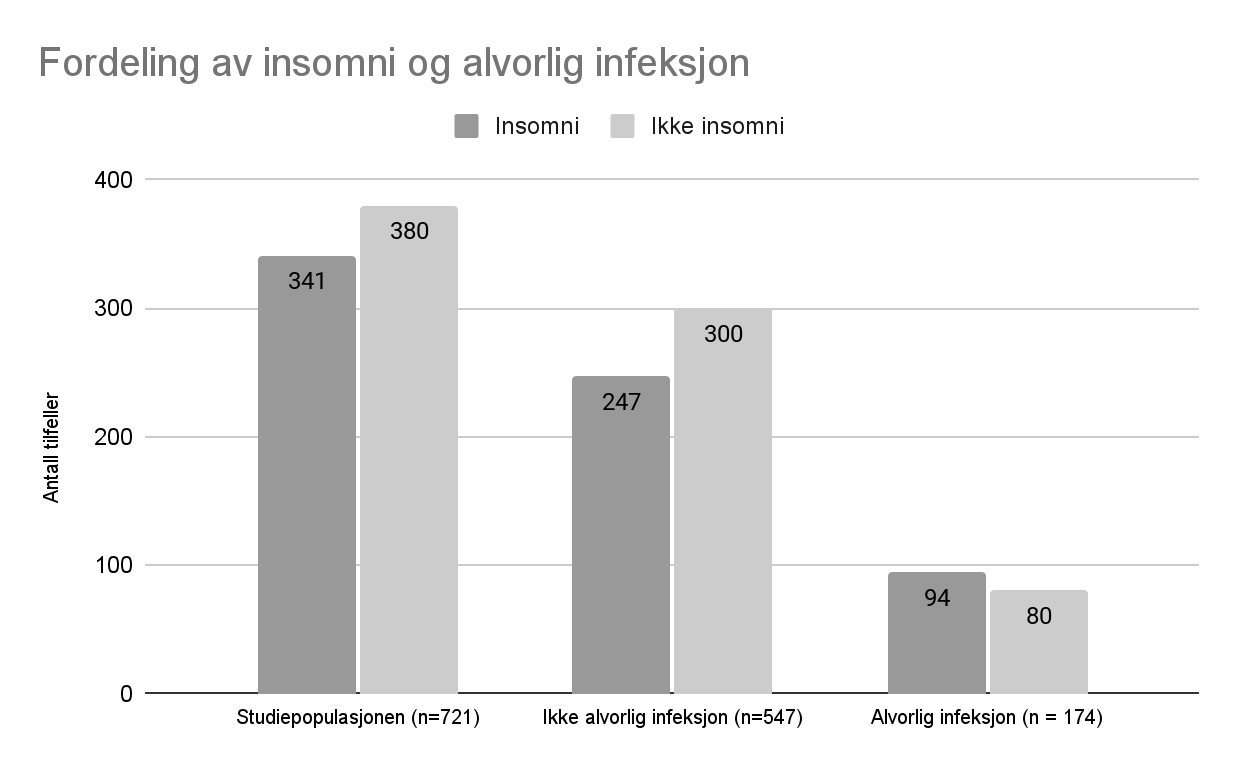 Fordeling av insomni og alvorlig infeksjon
Insomni
Ikke insomni
400
300
200
100
0
Antall tilfeller
341
380
247
300
94
80
Studiepopulasjonen (n=721)
Ikke alvorlig infeksjon (n=547)
Alvorlig infeksjon (n = 174)